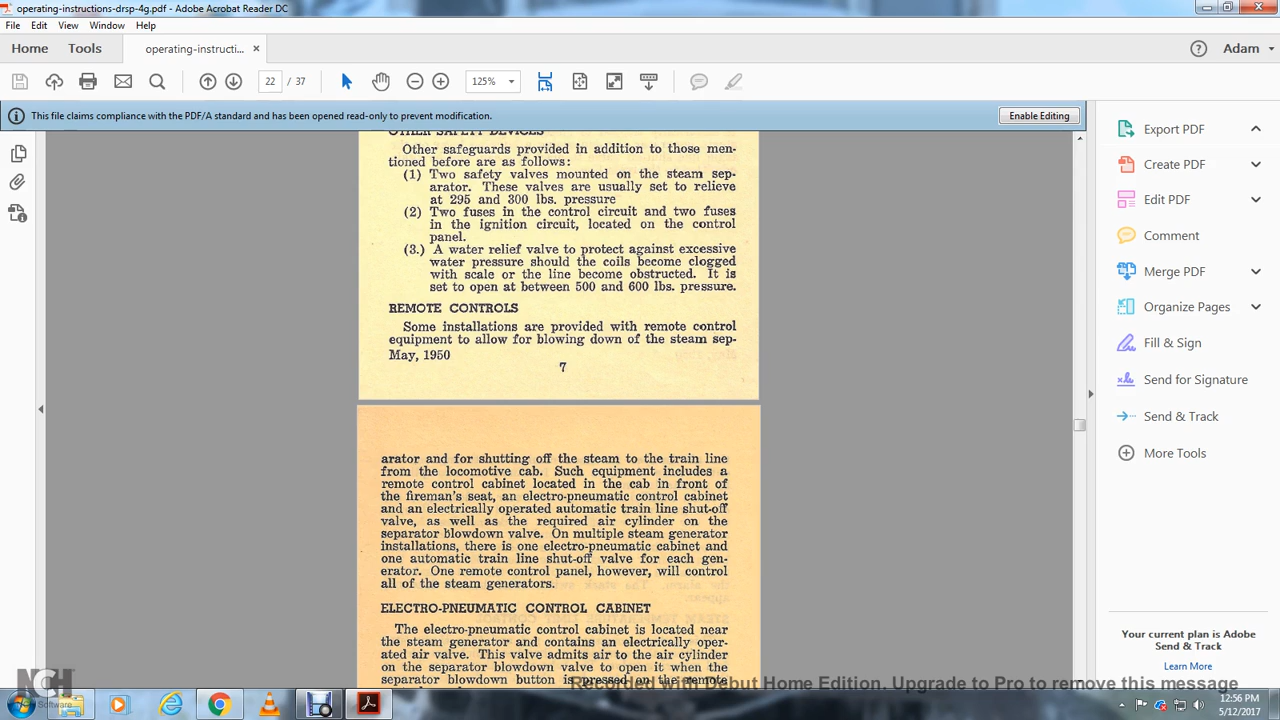 operating-instructions-drsp-4g.pdf - Adobe Acrobat Reader DC
File Edit View Window Help
Home Tools operating-instructi... × Adam
22 / 37 125%
This file claims compliance with the PDF/A standard and has been opened read-only to prevent modification. Enable Editing
OTHER SAFETY DEVICES
Other safeguards provided in addition to those men-
tioned before are as follows:
(1) Two safety valves mounted on the steam sep-
arator. These valves are usually set to relieve
at 295 and 300 lbs. pressure
(2) Two fuses in the control circuit and two fuses
in the ignition circuit, located on the control
panel.
(3.) A water relief valve to protect against excessive
water pressure should the coils become clogged
with scale or the line become obstructed. It is
set to open at between 500 and 600 lbs. pressure.
REMOTE CONTROLS
Some installations are provided with remote control
equipment to allow for blowing down of the steam sep-
May, 1950
7
arator and for shutting off the steam to the train line
from the locomotive cab. Such equipment includes a
remote control cabinet located in the cab in front of
the fireman's seat, an electro-pneumatic control cabinet
and an electrically operated automatic train line shut-off
valve, as well as the required air cylinder on the
separator blowdown valve. On multiple steam generator
installations, there is one electro-pneumatic cabinet and
one automatic train line shut-off valve for each gen-
erator. One remote control panel, however, will control
all of the steam generators.
ELECTRO-PNEUMATIC CONTROL CABINET
The electro-pneumatic control cabinet is located near
the steam generator and contains an electrically oper-
ated air valve. This valve admits air to the air cylinder
on the separator blowdown valve to open it when the
separator blowdown button is pressed on the remote
Export PDF
Create PDF
Edit PDF
Comment
Merge PDF
Organize Pages
Fill & Sign
Send for Signature
Send & Track
More Tools
Your current plan is Adobe
Send & Track
Learn More
NCH
Software
Recorded with Debut Home Edition. Upgrade to Pro to remove this message
12:56 PM
5/12/2017